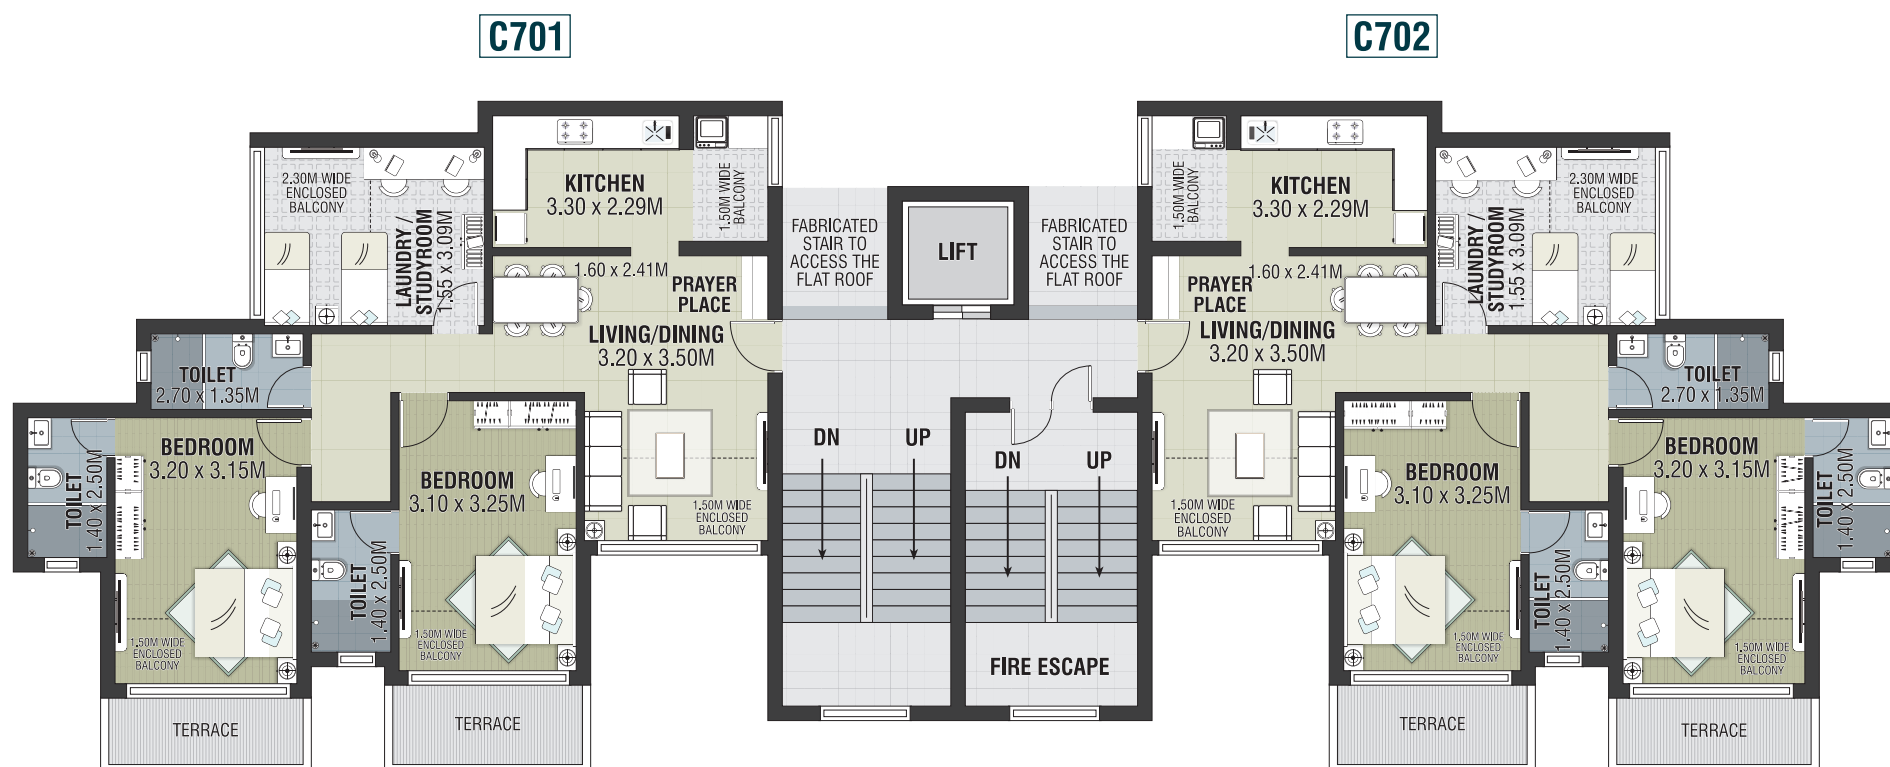 C701
C702
2.30M WIDE
ENCLOSED
BALCONY
LAUNDRY /
STUDYROOM
1.55 x 3.09M
KITCHEN
3.30 x 2.29M
1.50M WIDE
BALCONY
1.60 x 2.41M
PRAYER
PLACE
LIVING/DINING
3.20 x 3.50M
TOILET
2.70 x 1.35M
BEDROOM
3.20 x 3.15M
TOILET
1.40 x 2.50M
BEDROOM
3.10 x 3.25M
TOILET
1.40 x 2.50M
1.50M WIDE
ENCLOSED
BALCONY
1.50M WIDE
ENCLOSED
BALCONY
1.50M WIDE
ENCLOSED
BALCONY
TERRACE
TERRACE
FABRICATED
STAIR TO
ACCESS THE
FLAT ROOF
LIFT
FABRICATED
STAIR TO
ACCESS THE
FLAT ROOF
DN
UP
DN
UP
FIRE ESCAPE
1.50M WIDE
BALCONY
KITCHEN
3.30 x 2.29M
2.30M WIDE
ENCLOSED
BALCONY
LAUNDRY /
STUDYROOM
1.55 x 3.09M
1.60 x 2.41M
PRAYER
PLACE
LIVING/DINING
3.20 x 3.50M
TOILET
2.70 x 1.35M
BEDROOM
3.10 x 3.25M
BEDROOM
3.20 x 3.15M
TOILET
1.40 x 2.50M
TOILET
1.40 x 2.50M
1.50M WIDE
ENCLOSED
BALCONY
1.50M WIDE
ENCLOSED
BALCONY
1.50M WIDE
ENCLOSED
BALCONY
TERRACE
TERRACE